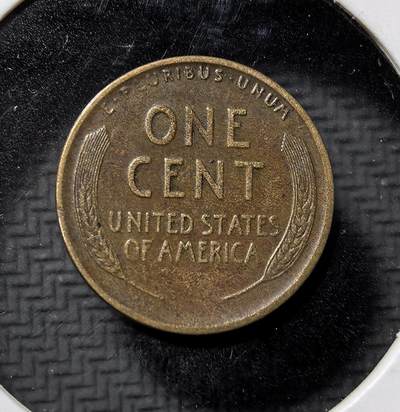 E·PLURIBUS·UNUM
ONE
CENT
UNITED STATES
OF AMERICA